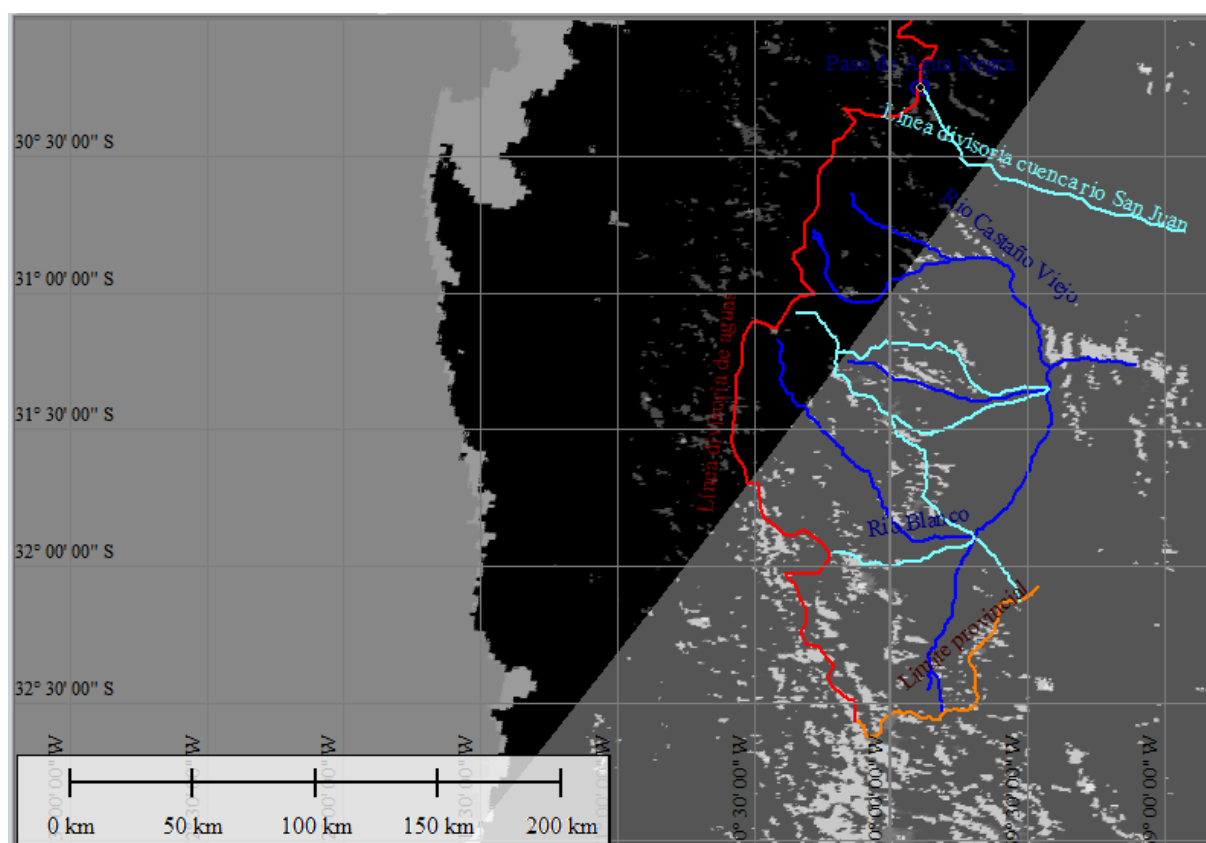 Paso de Agua Negra
Línea divisoria cuenca rio San Juan
30° 30' 00" S
Río Castaño Viejo
31° 00' 00" S
Línea divisoria de aguas
31° 30' 00" S
Río Blanco
32° 00' 00" S
Límite provincial
32° 30' 00" S
0 km 50 km 100 km 150 km 200 km